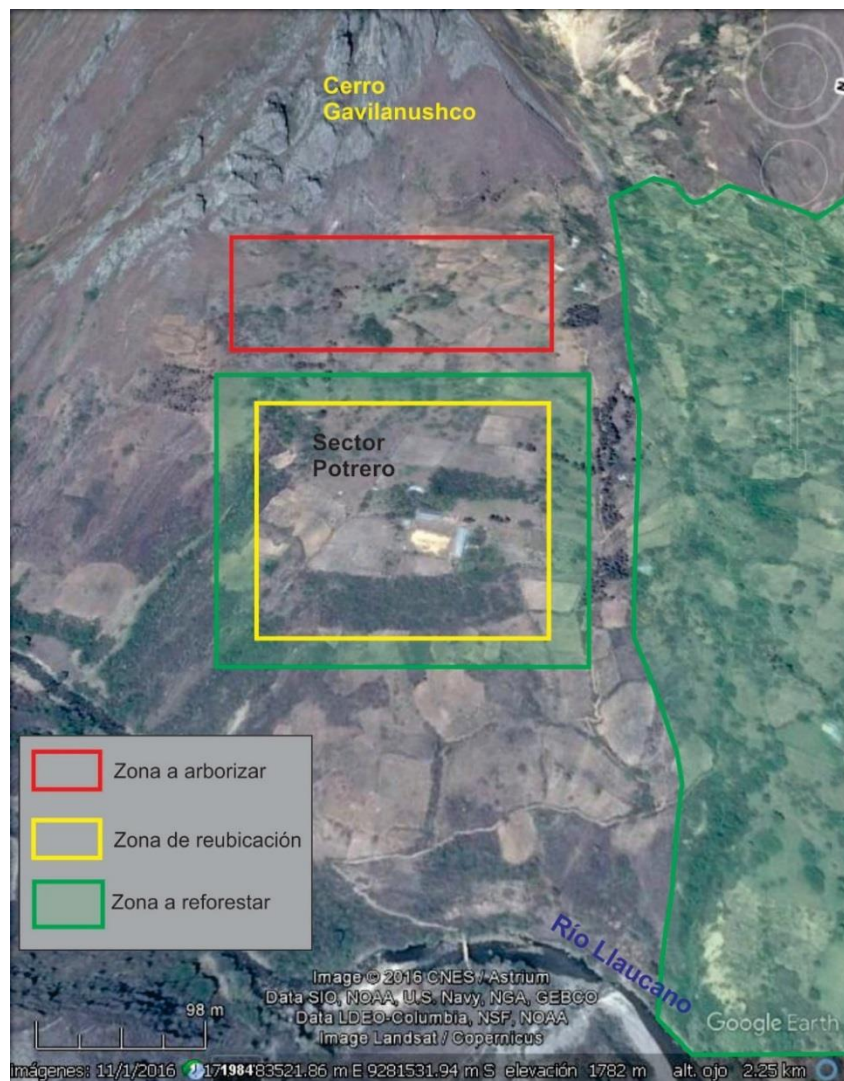 Cerro
Gavilanushco
Sector
Potrero
Zona a arborizar
Zona de reubicación
Zona a reforestar
Río Llaucano
Image © 2016 CNES / Astrium
Data SIO, NOAA, U.S. Navy, NGA, GEBCO
Data LDEO-Columbia, NSF, NOAA
Image Landsat / Copernicus
98 m
Google Earth
imágenes: 11/1/2016 1984 83521.86 m E 9281531.94 m S elevación 1782 m alt. ojo 2.25 km